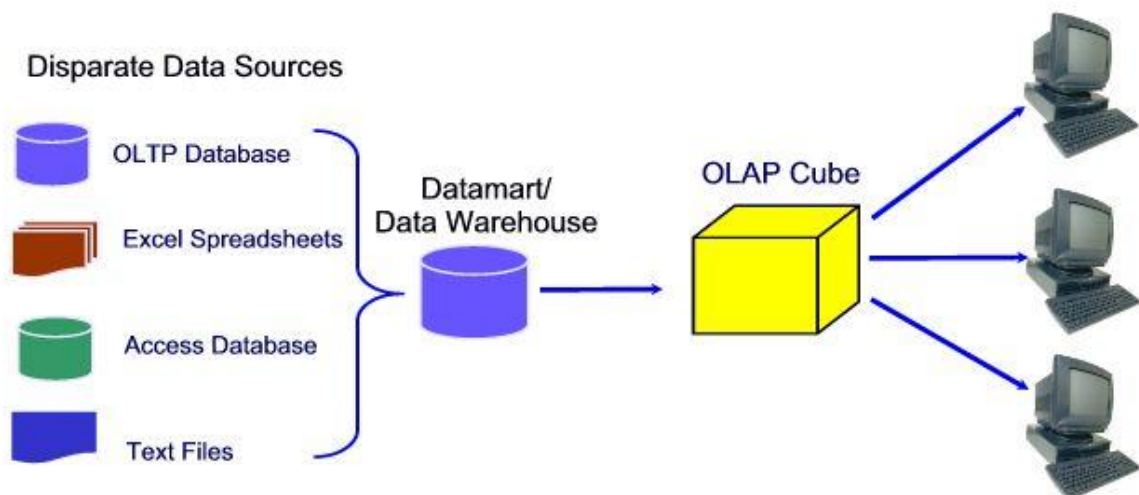 Disparate Data Sources
OLTP Database
Excel Spreadsheets
Access Database
Text Files
Datamart/
Data Warehouse
OLAP Cube